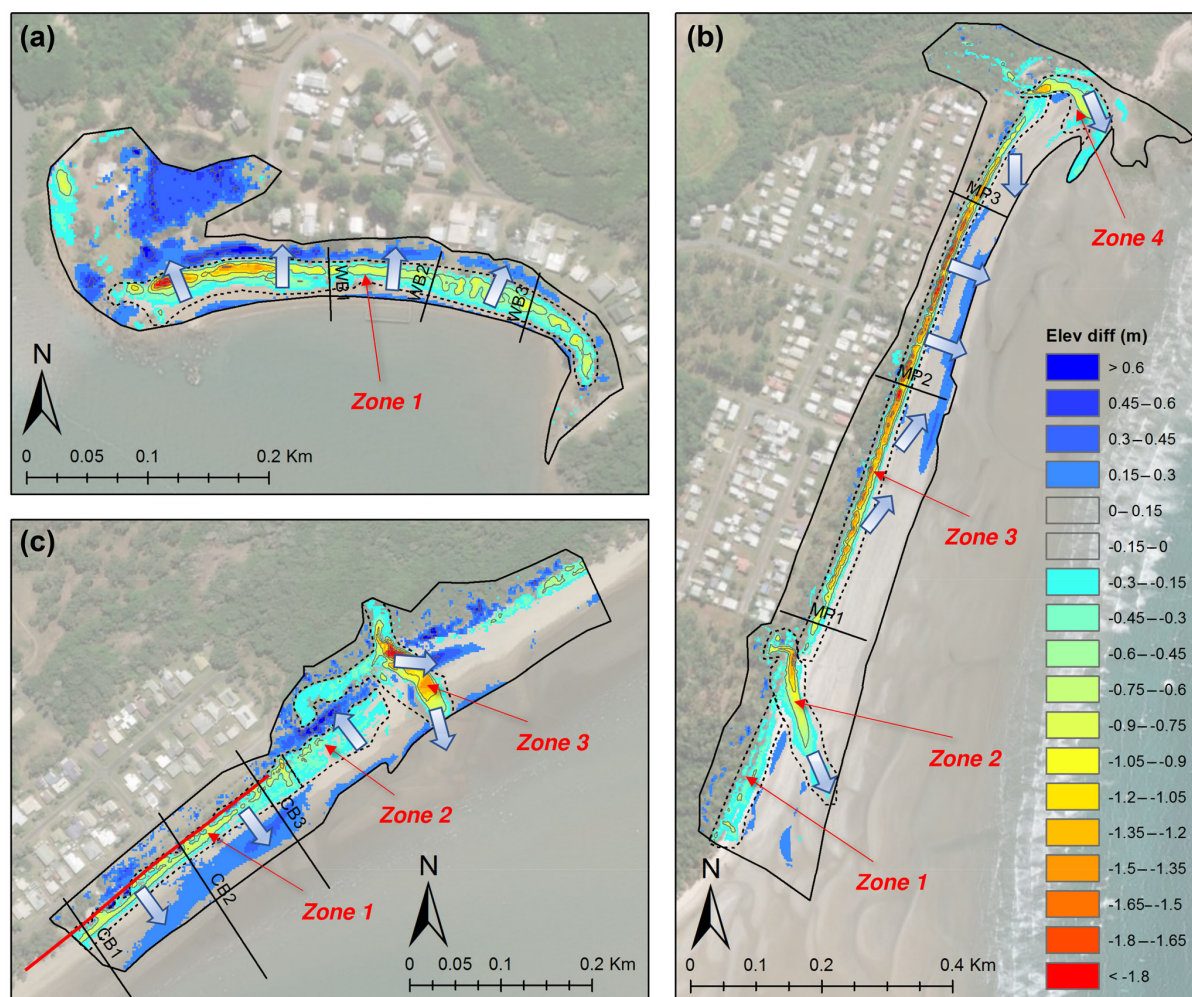 (a)
WB1
WB2
WB3
Zone 1
N
0 0.05 0.1 0.2 Km
(b)
MP3
Zone 4
MP2
Zone 3
MP1
Zone 2
Zone 1
N
0 0.1 0.2 0.4 Km
Elev diff (m)
> 0.6
0.45–0.6
0.3–0.45
0.15–0.3
0–0.15
-0.15–0
-0.3–-0.15
-0.45–-0.3
-0.6–-0.45
-0.75–-0.6
-0.9–-0.75
-1.05–-0.9
-1.2–-1.05
-1.35–-1.2
-1.5–-1.35
-1.65–-1.5
-1.8–-1.65
< -1.8
(c)
Zone 3
Zone 2
CB3
Zone 1
CB2
CB1
N
0 0.05 0.1 0.2 Km